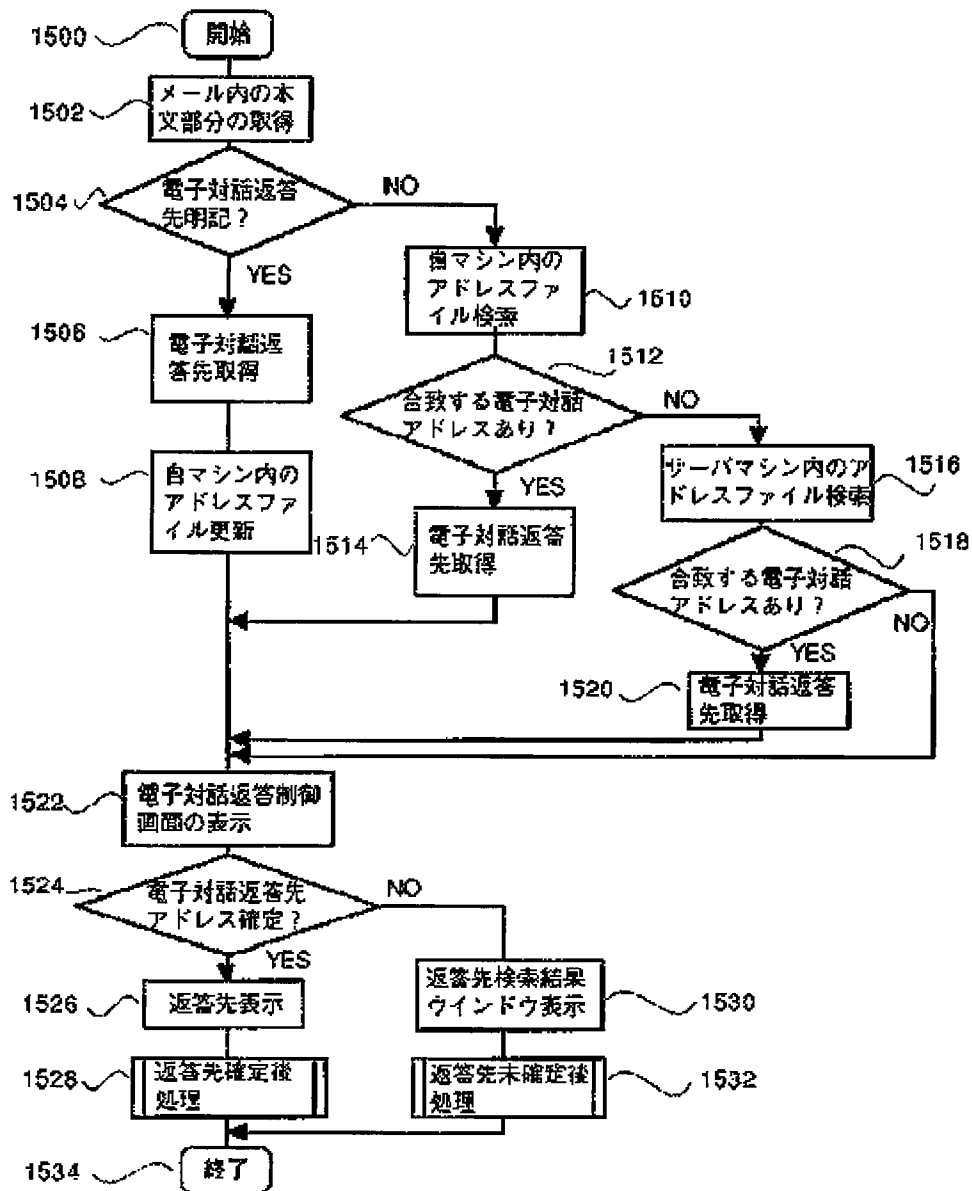 1500
開始
1502
メール内の本
文部分の取得
1504
電子対話返答
先明記？
NO
YES
自マシン内の
アドレスファ
イル検索
1510
1506
電子対話返
答先取得
1512
合致する電子対話
アドレスあり？
NO
YES
1508
自マシン内の
アドレスファ
イル更新
サーバマシン内のア
ドレスファイル検索
1516
1514
電子対話返答
先取得
1518
合致する電子対話
アドレスあり？
NO
YES
1520
電子対話返答
先取得
1522
電子対話返答制御
画面の表示
1524
電子対話返答先
アドレス確定？
NO
YES
1526
返答先表示
返答先検索結果
ウインドウ表示
1530
1528
返答先確定後
処理
返答先未確定後
処理
1532
1534
終了